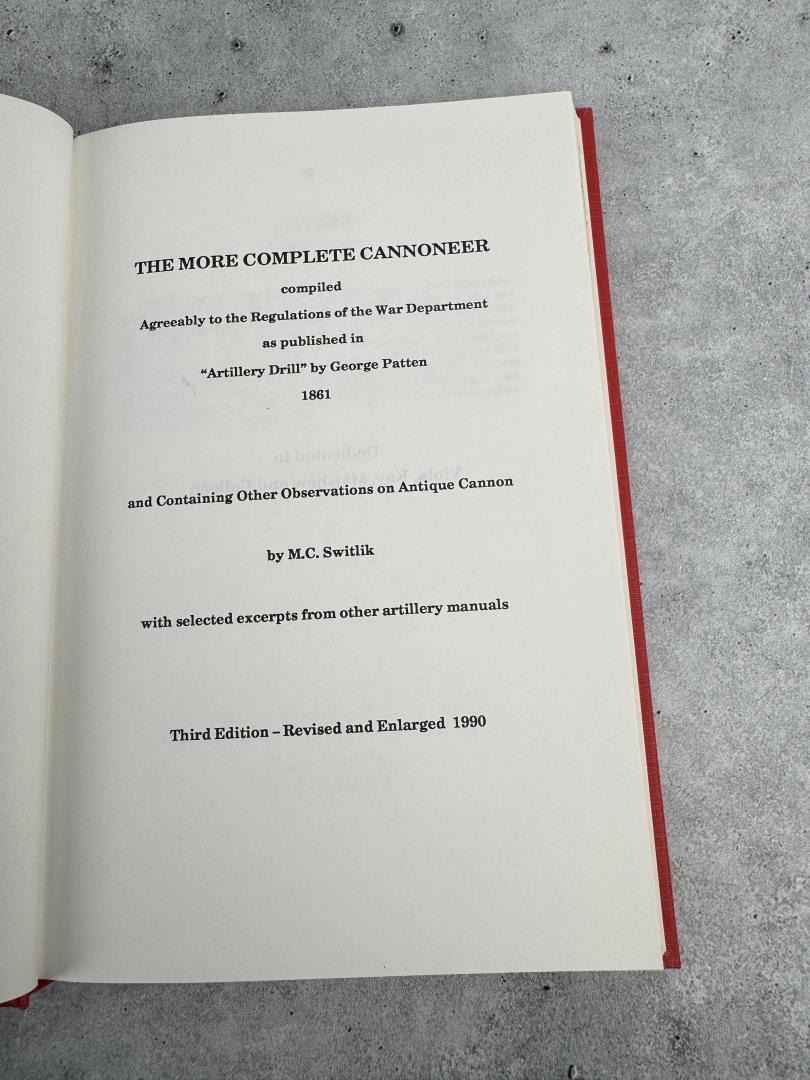 THE MORE COMPLETE CANNONEER
compiled
Agreeably to the Regulations of the War Department
as published in
“Artillery Drill” by George Patten
1861
and Containing Other Observations on Antique Cannon
by M.C. Switlik
with selected excerpts from other artillery manuals
Third Edition – Revised and Enlarged 1990